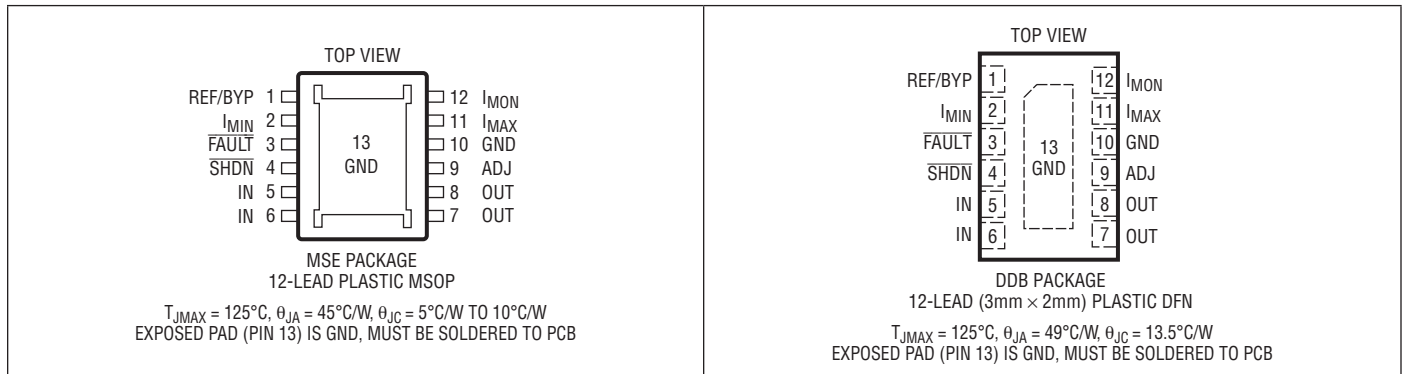 TOP VIEW
REF/BYP 1
12 IMON
IMIN 2
11 IMAX
FAULT 3
10 GND
SHDN 4
9 ADJ
IN 5
8 OUT
IN 6
7 OUT
13
GND
MSE PACKAGE
12-LEAD PLASTIC MSOP
TJMAX = 125°C, θJA = 45°C/W, θJC = 5°C/W TO 10°C/W
EXPOSED PAD (PIN 13) IS GND, MUST BE SOLDERED TO PCB
TOP VIEW
REF/BYP 1
12 IMON
IMIN 2
11 IMAX
FAULT 3
10 GND
SHDN 4
9 ADJ
IN 5
8 OUT
IN 6
7 OUT
13
GND
DDB PACKAGE
12-LEAD (3mm × 2mm) PLASTIC DFN
TJMAX = 125°C, θJA = 49°C/W, θJC = 13.5°C/W
EXPOSED PAD (PIN 13) IS GND, MUST BE SOLDERED TO PCB